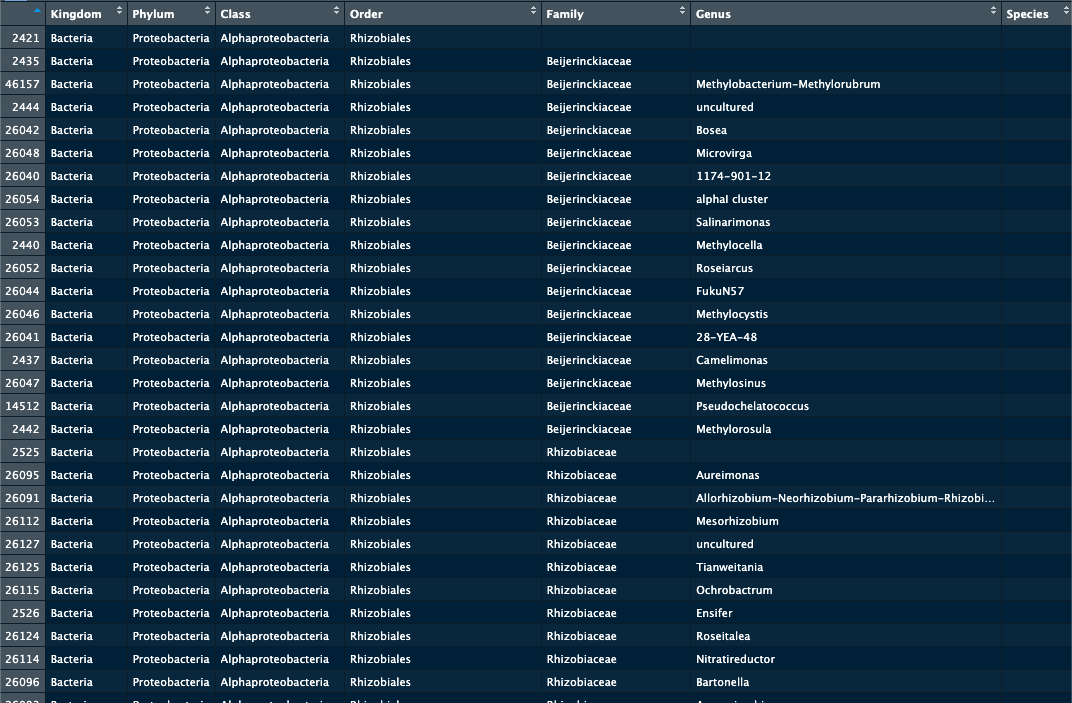 Kingdom Phylum Class Order Family Genus Species
2421 Bacteria Proteobacteria Alphaproteobacteria Rhizobiales
2435 Bacteria Proteobacteria Alphaproteobacteria Rhizobiales Beijerinckiaceae
46157 Bacteria Proteobacteria Alphaproteobacteria Rhizobiales Beijerinckiaceae Methylobacterium-Methylorubrum
2444 Bacteria Proteobacteria Alphaproteobacteria Rhizobiales Beijerinckiaceae uncultured
26042 Bacteria Proteobacteria Alphaproteobacteria Rhizobiales Beijerinckiaceae Bosea
26048 Bacteria Proteobacteria Alphaproteobacteria Rhizobiales Beijerinckiaceae Microvirga
26040 Bacteria Proteobacteria Alphaproteobacteria Rhizobiales Beijerinckiaceae 1174-901-12
26054 Bacteria Proteobacteria Alphaproteobacteria Rhizobiales Beijerinckiaceae alphaI cluster
26053 Bacteria Proteobacteria Alphaproteobacteria Rhizobiales Beijerinckiaceae Salinarimonas
2440 Bacteria Proteobacteria Alphaproteobacteria Rhizobiales Beijerinckiaceae Methylocella
26052 Bacteria Proteobacteria Alphaproteobacteria Rhizobiales Beijerinckiaceae Roseiarcus
26044 Bacteria Proteobacteria Alphaproteobacteria Rhizobiales Beijerinckiaceae FukuN57
26046 Bacteria Proteobacteria Alphaproteobacteria Rhizobiales Beijerinckiaceae Methylocystis
26041 Bacteria Proteobacteria Alphaproteobacteria Rhizobiales Beijerinckiaceae 28-YEA-48
2437 Bacteria Proteobacteria Alphaproteobacteria Rhizobiales Beijerinckiaceae Camelimonas
26047 Bacteria Proteobacteria Alphaproteobacteria Rhizobiales Beijerinckiaceae Methylosinus
14512 Bacteria Proteobacteria Alphaproteobacteria Rhizobiales Beijerinckiaceae Pseudochelatococcus
2442 Bacteria Proteobacteria Alphaproteobacteria Rhizobiales Beijerinckiaceae Methylorosula
2525 Bacteria Proteobacteria Alphaproteobacteria Rhizobiales Rhizobiaceae
26095 Bacteria Proteobacteria Alphaproteobacteria Rhizobiales Rhizobiaceae Aureimonas
26091 Bacteria Proteobacteria Alphaproteobacteria Rhizobiales Rhizobiaceae Allorhizobium-Neorhizobium-Pararhizobium-Rhizobi...
26112 Bacteria Proteobacteria Alphaproteobacteria Rhizobiales Rhizobiaceae Mesorhizobium
26127 Bacteria Proteobacteria Alphaproteobacteria Rhizobiales Rhizobiaceae uncultured
26125 Bacteria Proteobacteria Alphaproteobacteria Rhizobiales Rhizobiaceae Tianweitania
26115 Bacteria Proteobacteria Alphaproteobacteria Rhizobiales Rhizobiaceae Ochrobactrum
2526 Bacteria Proteobacteria Alphaproteobacteria Rhizobiales Rhizobiaceae Ensifer
26124 Bacteria Proteobacteria Alphaproteobacteria Rhizobiales Rhizobiaceae Roseitalea
26114 Bacteria Proteobacteria Alphaproteobacteria Rhizobiales Rhizobiaceae Nitratireductor
26096 Bacteria Proteobacteria Alphaproteobacteria Rhizobiales Rhizobiaceae Bartonella